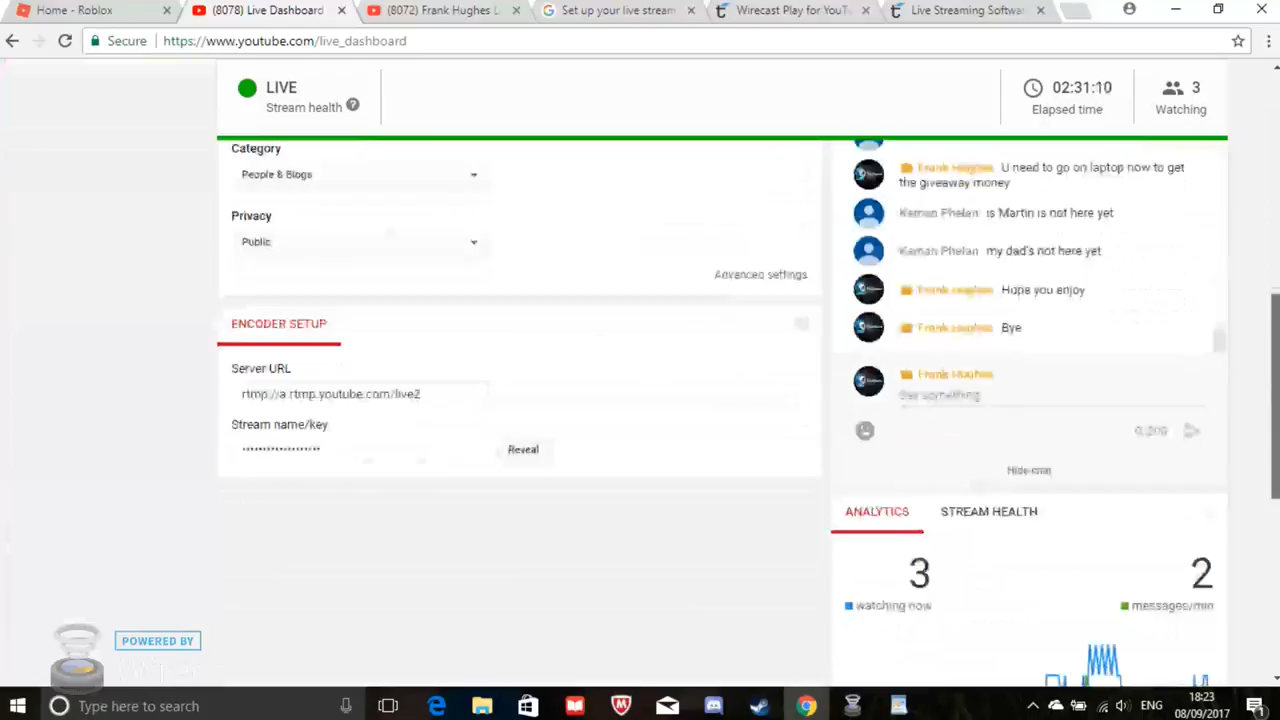 Home - Roblox
(8078) Live Dashboard
(8072) Frank Hughes L
Set up your live stream
Wirecast Play for YouT
Live Streaming Softwa
Secure
https://www.youtube.com/live_dashboard
LIVE
Stream health
02:31:10
Elapsed time
3
Watching
Category
People & Blogs
Privacy
Public
Advanced settings
ENCODER SETUP
Server URL
rtmp://a.rtmp.youtube.com/live2
Stream name/key
••••••••••••••••••
Reveal
Frank Hughes U need to go on laptop now to get
the giveaway money
Kernan Phelan is Martin is not here yet
Kernan Phelan my dad's not here yet
Frank Hughes Hope you enjoy
Frank Hughes Bye
Frank Hughes
Say something
0/200
Hide chat
ANALYTICS
STREAM HEALTH
3
watching now
2
messages/min
POWERED BY
Type here to search
ENG
18:23
08/09/2017
1